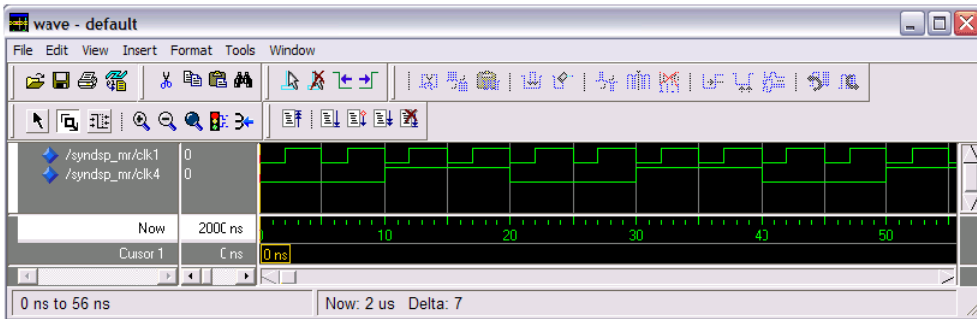 wave - default
File Edit View Insert Format Tools Window
/syndsp_mr/clk1 0
/syndsp_mr/clk4 0
Now 2000 ns
10 20 30 40 50
Cursor 1 0 ns 0 ns
0 ns to 56 ns Now: 2 us Delta: 7